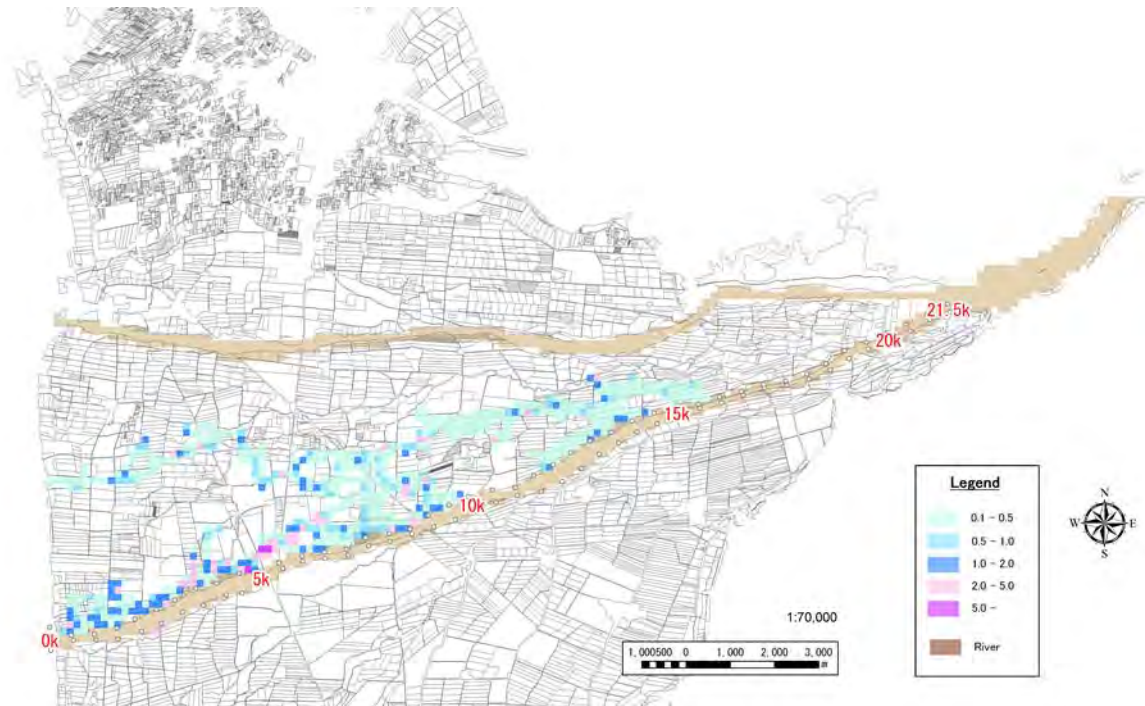 21.5k
20k
15k
10k
5k
0k
Legend
0.1 - 0.5
0.5 - 1.0
1.0 - 2.0
2.0 - 5.0
5.0 -
River
N
W E
S
1:70,000
1,000500 0 1,000 2,000 3,000